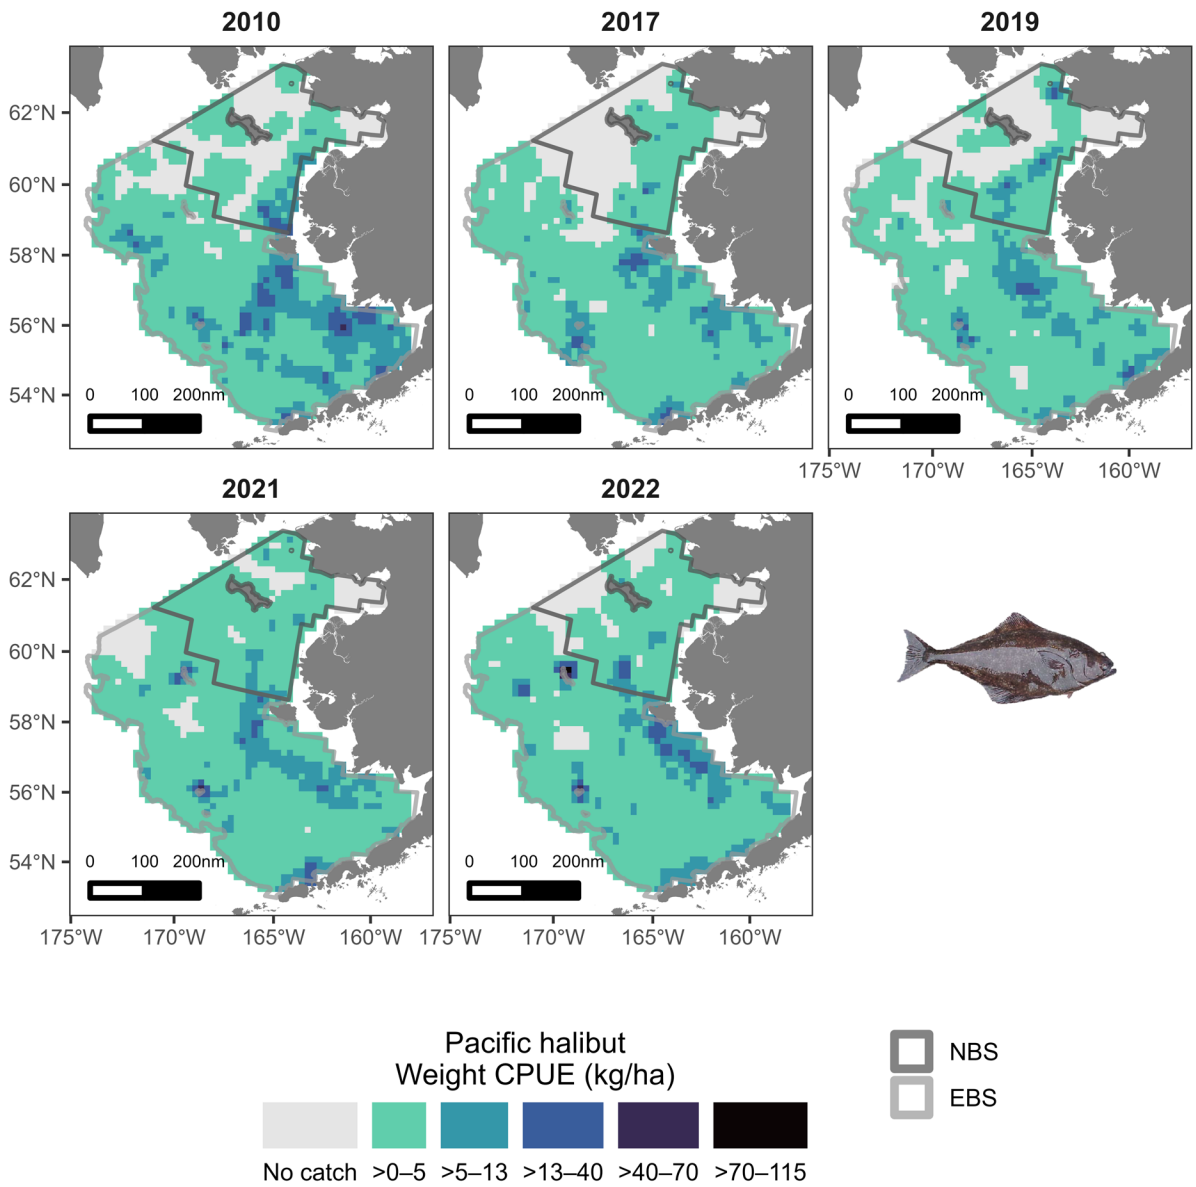 2010
2017
2019
62°N
60°N
58°N
56°N
54°N
0 100 200nm
0 100 200nm
0 100 200nm
175°W 170°W 165°W 160°W
2021
2022
62°N
60°N
58°N
56°N
54°N
0 100 200nm
0 100 200nm
175°W 170°W 165°W 160°W
175°W 170°W 165°W 160°W
Pacific halibut
Weight CPUE (kg/ha)
No catch >0–5 >5–13 >13–40 >40–70 >70–115
NBS
EBS